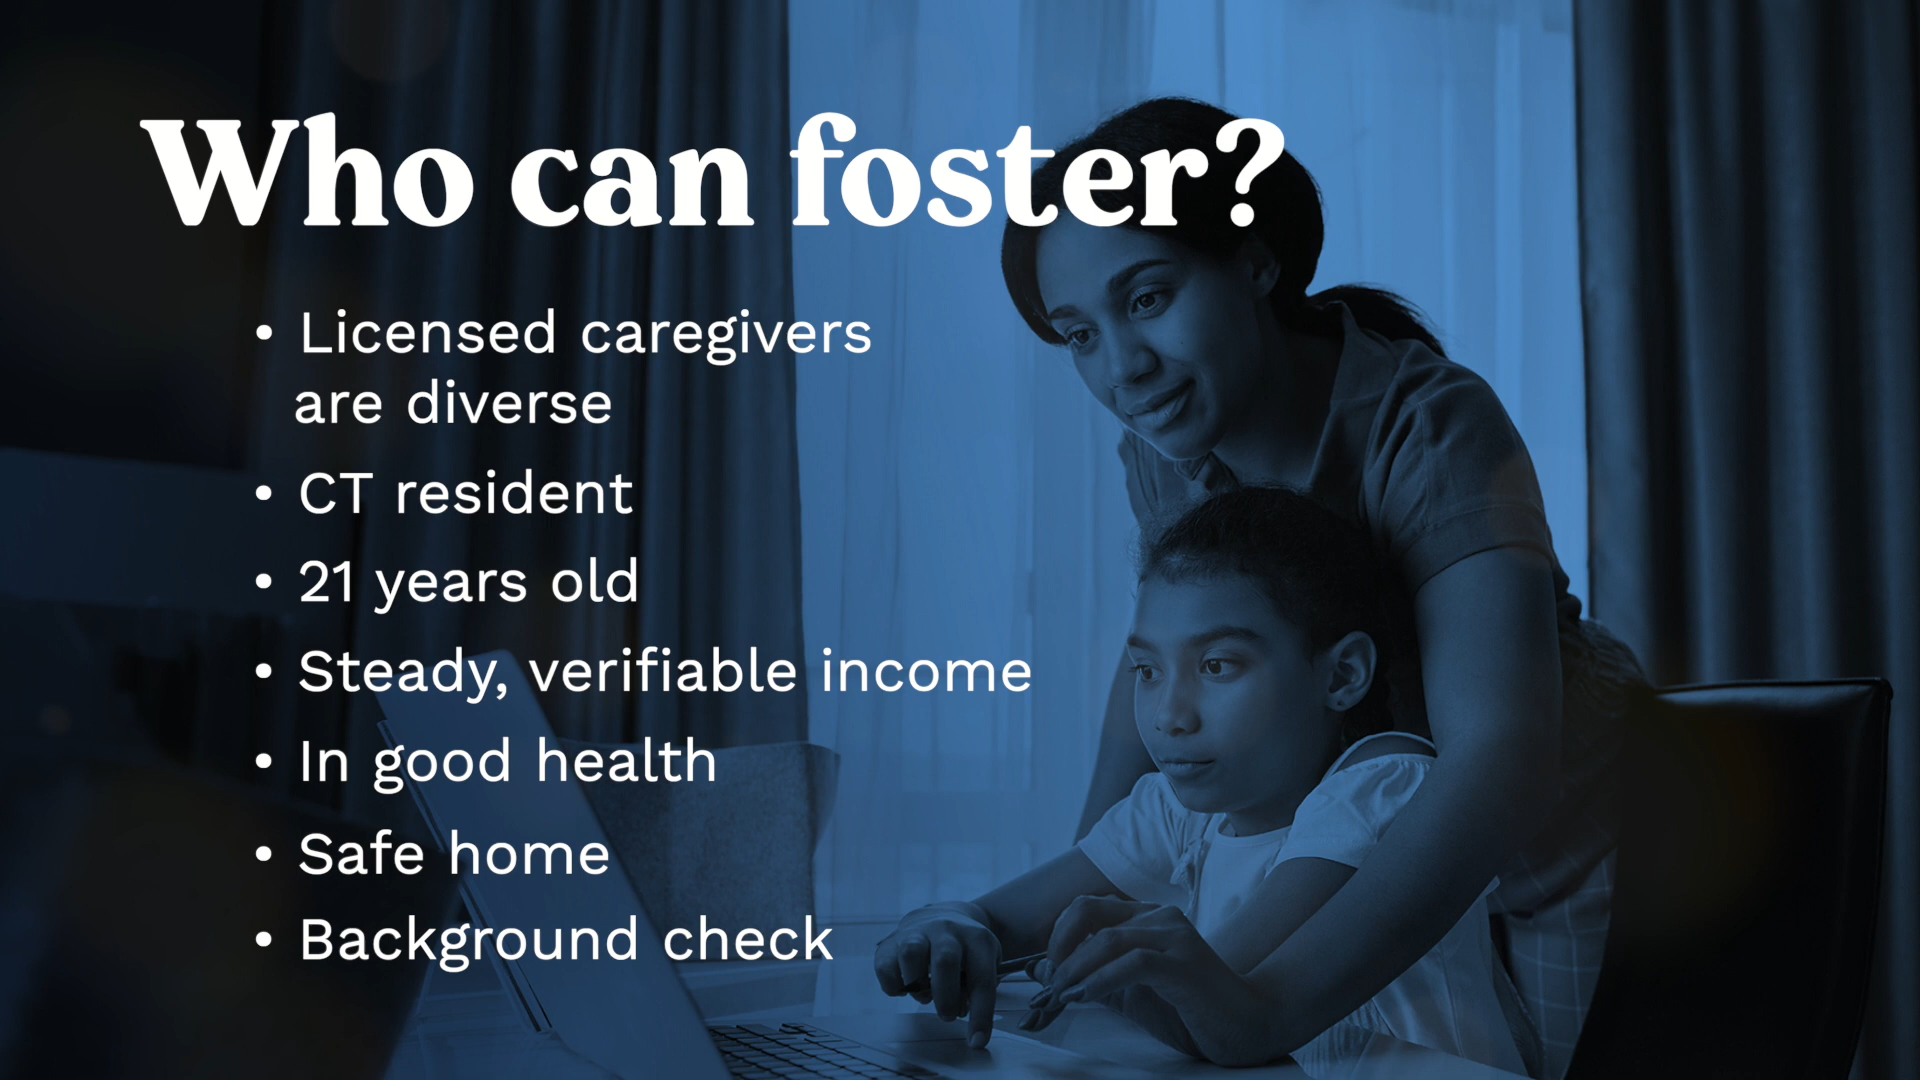 Who can foster?
• Licensed caregivers
are diverse
• CT resident
• 21 years old
• Steady, verifiable income
• In good health
• Safe home
• Background check